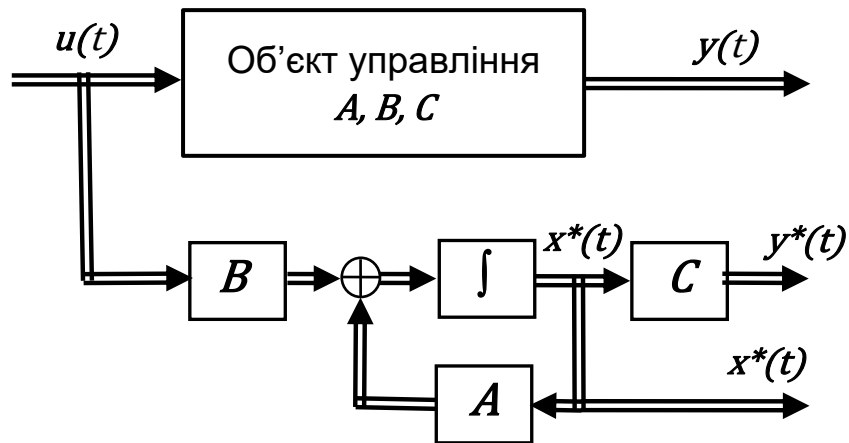 u(t)
Об’єкт управління
A, B, C
y(t)
B
∫
x*(t)
C
y*(t)
A
x*(t)